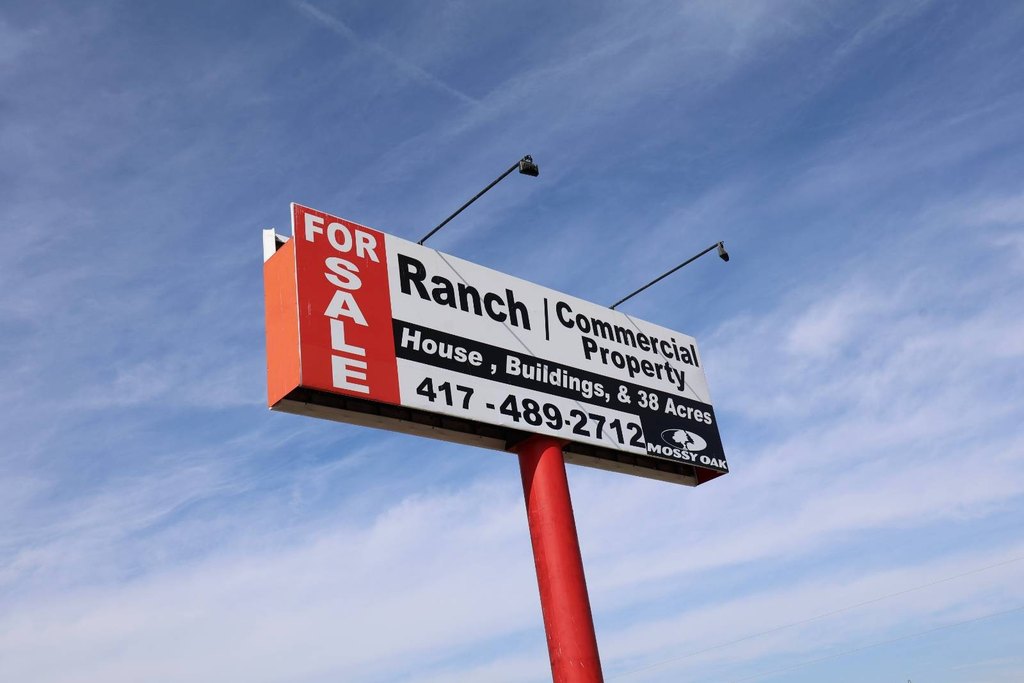 FOR
SALE
Ranch | Commercial
Property
House , Buildings, & 38 Acres
417 - 489-2712
MOSSY OAK